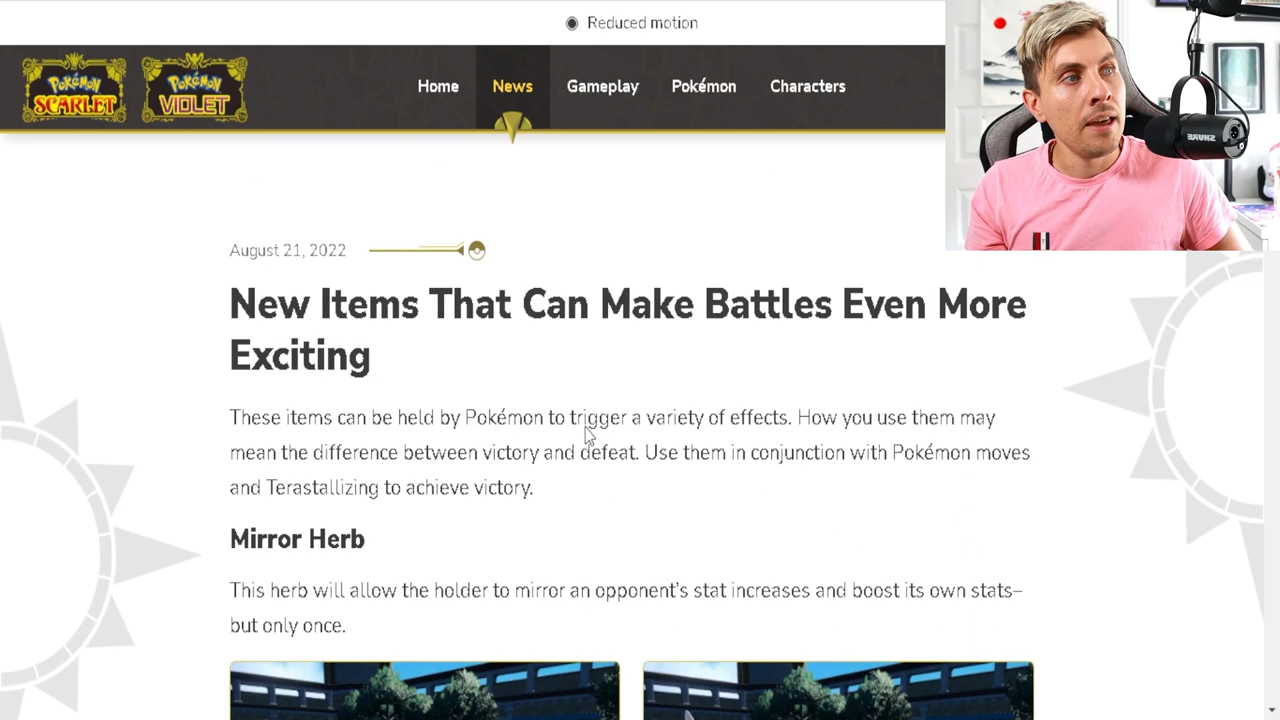 Reduced motion
POKéMON SCARLET
POKéMON VIOLET
Home
News
Gameplay
Pokémon
Characters
SHURE
August 21, 2022
New Items That Can Make Battles Even More
Exciting
These items can be held by Pokémon to trigger a variety of effects. How you use them may
mean the difference between victory and defeat. Use them in conjunction with Pokémon moves
and Terastallizing to achieve victory.
Mirror Herb
This herb will allow the holder to mirror an opponent’s stat increases and boost its own stats–
but only once.